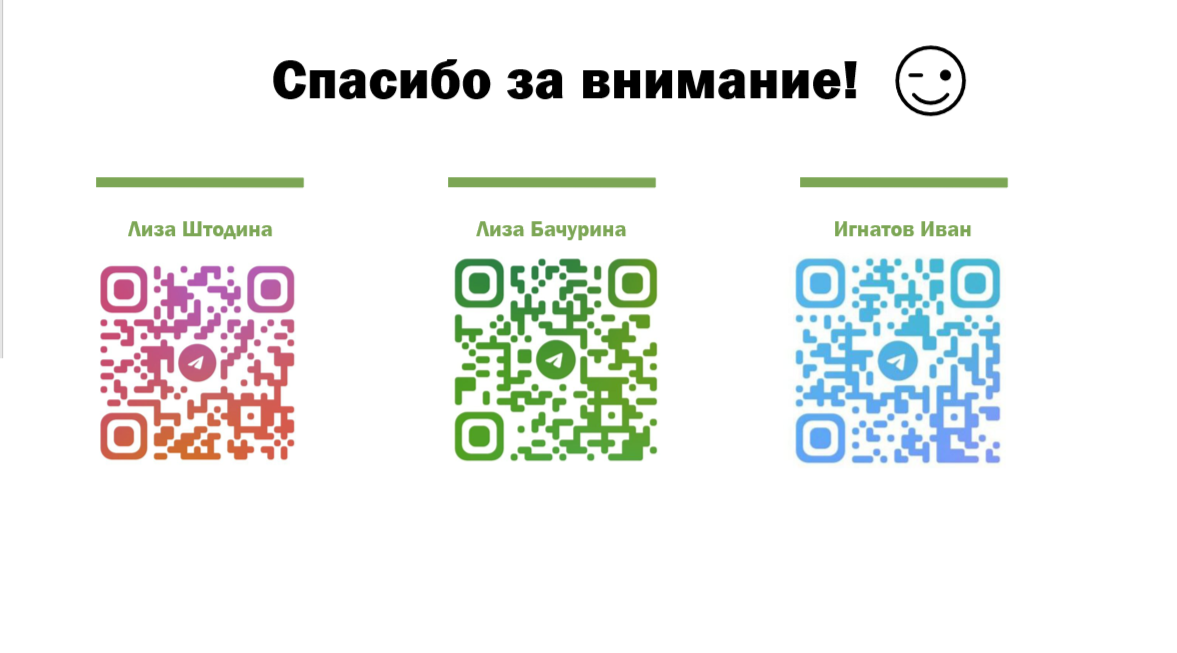 Спасибо за внимание!
Лиза Штодина
Лиза Бачурина
Игнатов Иван